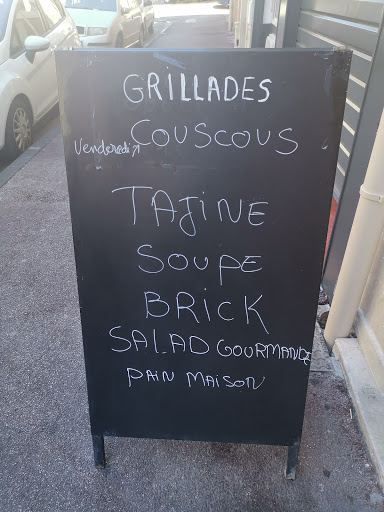 GRILLADES
Vendredi COUSCOUS
TAJINE
SOUPE
BRICK
SALAD GOURMANDE
PAIN MAISON